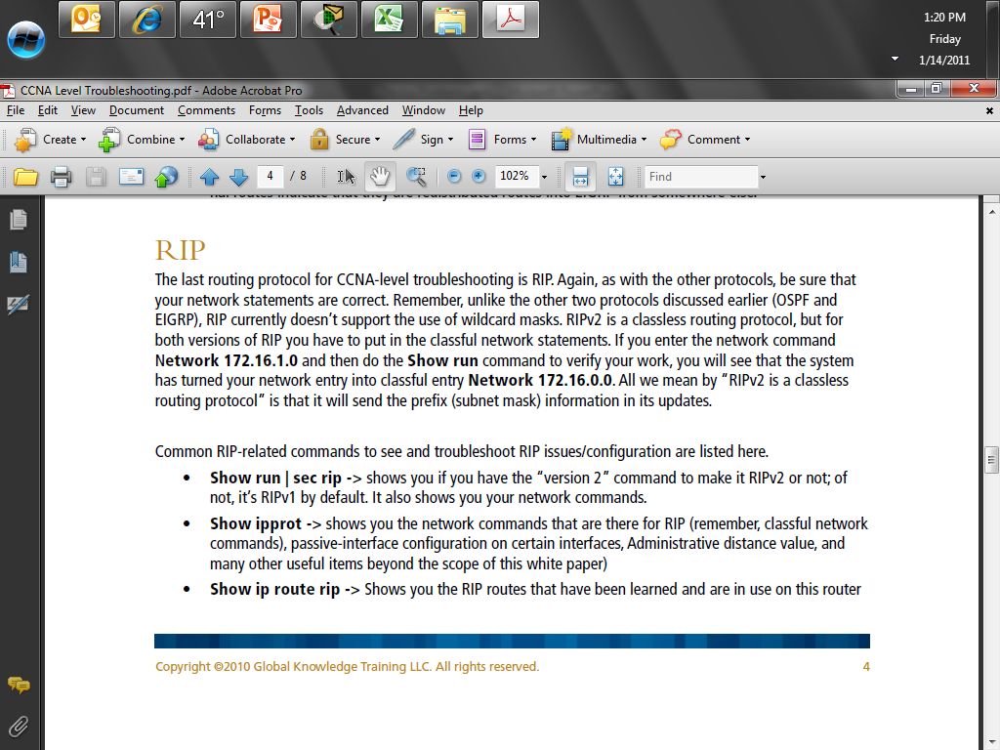 41°
1:20 PM
Friday
1/14/2011
CCNA Level Troubleshooting.pdf - Adobe Acrobat Pro
File Edit View Document Comments Forms Tools Advanced Window Help
Create Combine Collaborate Secure Sign Forms Multimedia Comment
4 / 8 102% Find
nal routes indicate that they are redistributed routes into EIGRP from somewhere else.
RIP
The last routing protocol for CCNA-level troubleshooting is RIP. Again, as with the other protocols, be sure that
your network statements are correct. Remember, unlike the other two protocols discussed earlier (OSPF and
EIGRP), RIP currently doesn't support the use of wildcard masks. RIPv2 is a classless routing protocol, but for
both versions of RIP you have to put in the classful network statements. If you enter the network command
Network 172.16.1.0 and then do the Show run command to verify your work, you will see that the system
has turned your network entry into classful entry Network 172.16.0.0. All we mean by "RIPv2 is a classless
routing protocol" is that it will send the prefix (subnet mask) information in its updates.
Common RIP-related commands to see and troubleshoot RIP issues/configuration are listed here.
• Show run | sec rip -> shows you if you have the "version 2" command to make it RIPv2 or not; of
not, it's RIPv1 by default. It also shows you your network commands.
• Show ipprot -> shows you the network commands that are there for RIP (remember, classful network
commands), passive-interface configuration on certain interfaces, Administrative distance value, and
many other useful items beyond the scope of this white paper)
• Show ip route rip -> Shows you the RIP routes that have been learned and are in use on this router
Copyright ©2010 Global Knowledge Training LLC. All rights reserved. 4